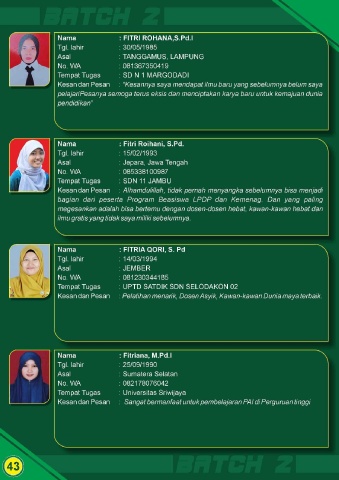 BATCH 2
Nama : FITRI ROHANA,S.Pd.I
Tgl. lahir : 30/05/1985
Asal : TANGGAMUS, LAMPUNG
No. WA : 081367350419
Tempat Tugas : SD N 1 MARGODADI
Kesan dan Pesan : "Kesannya saya mendapat ilmu baru yang sebelumnya belum saya
pelajari Pesanya semoga terus eksis dan menciptakan karya baru untuk kemajuan dunia
pendidikan"
Nama : Fitri Roihani, S.Pd.
Tgl. lahir : 15/02/1993
Asal : Jepara, Jawa Tengah
No. WA : 085338100987
Tempat Tugas : SDN 11 JAMBU
Kesan dan Pesan : Alhamdulillah, tidak pernah menyangka sebelumnya bisa menjadi
bagian dari peserta Program Beasiswa LPDP dan Kemenag. Dan yang paling
megesankan adalah bisa bertemu dengan dosen-dosen hebat, kawan-kawan hebat dan
ilmu gratis yang tidak saya miliki sebelumnya.
Nama : FITRIA QORI, S. Pd
Tgl. lahir : 14/03/1994
Asal : JEMBER
No. WA : 081230344185
Tempat Tugas : UPTD SATDIK SDN SELODAKON 02
Kesan dan Pesan : Pelatihan menarik, Dosen Asyik, Kawan-kawan Dunia maya terbaik.
Nama : Fitriana, M.Pd.I
Tgl. lahir : 25/09/1990
Asal : Sumatera Selatan
No. WA : 082179076042
Tempat Tugas : Universitas Sriwijaya
Kesan dan Pesan : Sangat bermanfaat untuk pembelajaran PAI di Perguruan tinggi
43
BATCH 2